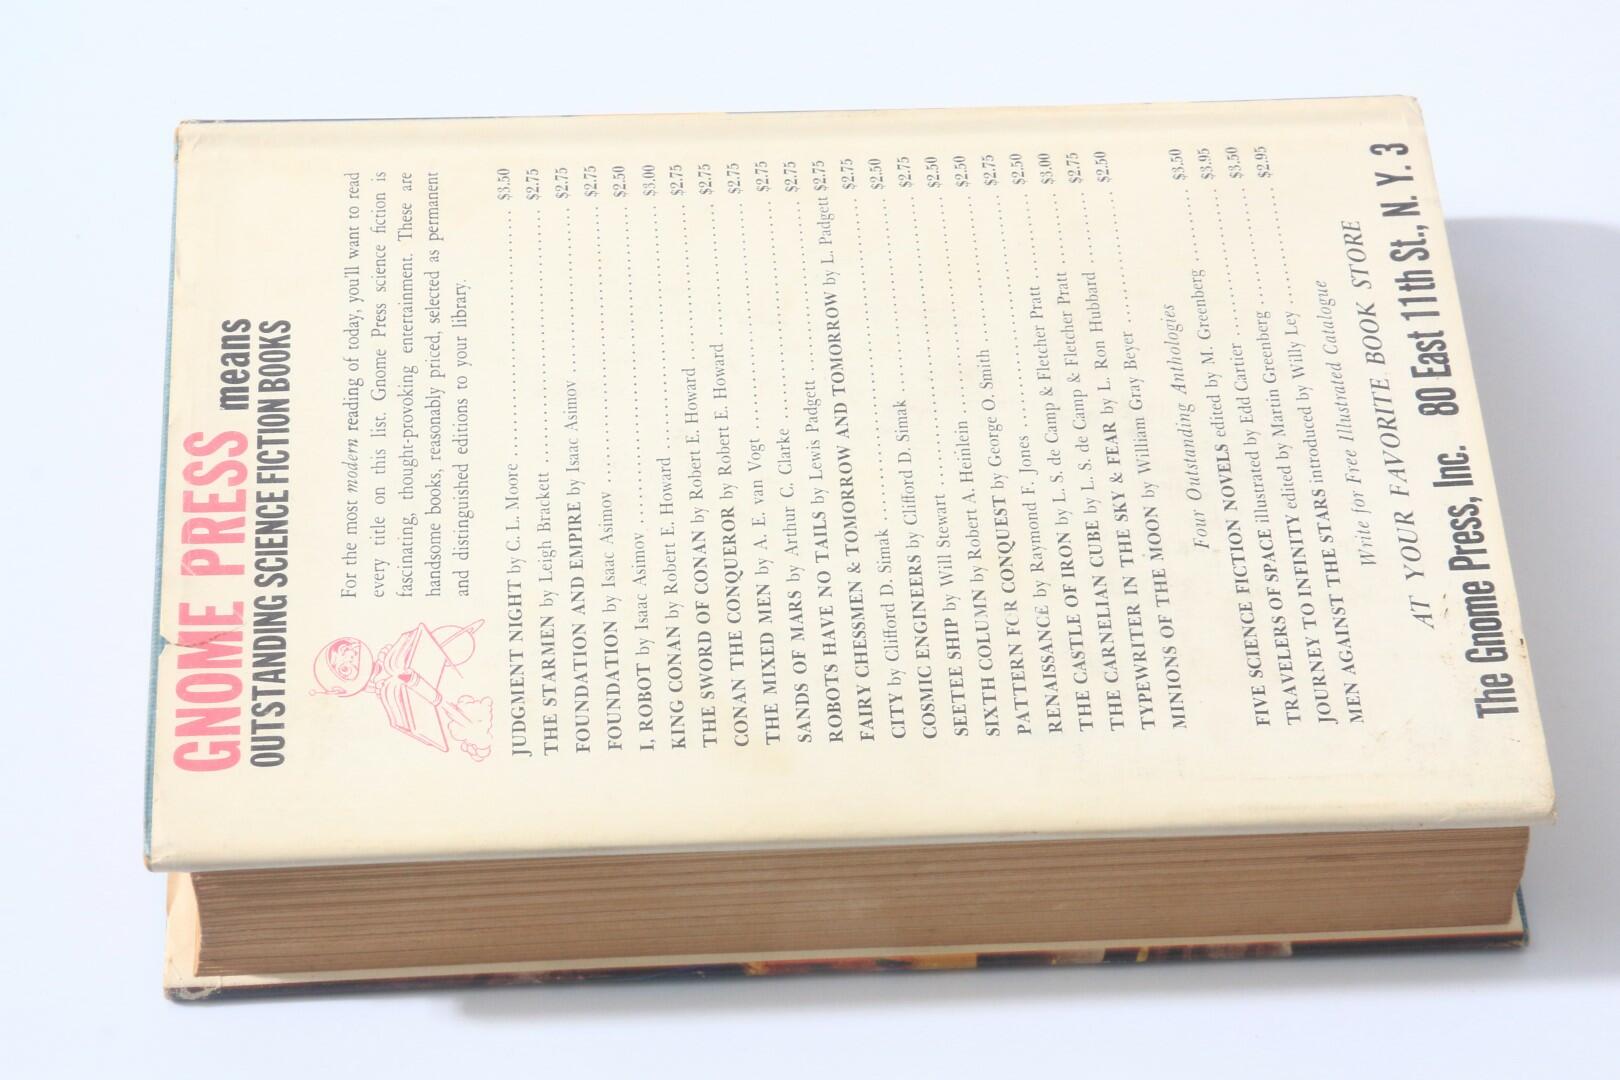 GNOME PRESS means
OUTSTANDING SCIENCE FICTION BOOKS
For the most modern reading of today, you'll want to read
every title on this list. Gnome Press science fiction is
fascinating, thought-provoking entertainment. These are
handsome books, reasonably priced, selected as permanent
and distinguished editions to your library.
JUDGMENT NIGHT by C. L. Moore $3.50
THE STARMEN by Leigh Brackett $2.75
FOUNDATION AND EMPIRE by Isaac Asimov $2.75
FOUNDATION by Isaac Asimov $2.75
I, ROBOT by Isaac Asimov $2.50
KING CONAN by Robert E. Howard $3.00
THE SWORD OF CONAN by Robert E. Howard $2.75
CONAN THE CONQUEROR by Robert E. Howard $2.75
THE MIXED MEN by A. E. van Vogt $2.75
SANDS OF MARS by Arthur C. Clarke $2.75
ROBOTS HAVE NO TAILS by Lewis Padgett $2.75
FAIRY CHESSMEN & TOMORROW AND TOMORROW by L. Padgett $2.75
CITY by Clifford D. Simak $2.75
COSMIC ENGINEERS by Clifford D. Simak $2.50
SEETEE SHIP by Will Stewart $2.75
SIXTH COLUMN by Robert A. Heinlein $2.50
PATTERN FOR CONQUEST by George O. Smith $2.50
RENAISSANCE by Raymond F. Jones $2.75
THE CASTLE OF IRON by L. S. de Camp & Fletcher Pratt $2.50
THE CARNELIAN CUBE by L. S. de Camp & Fletcher Pratt $3.00
TYPEWRITER IN THE SKY & FEAR by L. Ron Hubbard $2.75
MINIONS OF THE MOON by William Gray Beyer $2.50
Four Outstanding Anthologies
FIVE SCIENCE FICTION NOVELS edited by M. Greenberg $3.50
TRAVELERS OF SPACE illustrated by Edd Cartier $3.95
JOURNEY TO INFINITY edited by Martin Greenberg $3.50
MEN AGAINST THE STARS introduced by Willy Ley $2.95
Write for Free Illustrated Catalogue
AT YOUR FAVORITE BOOK STORE
The Gnome Press, Inc. 80 East 11th St., N. Y. 3